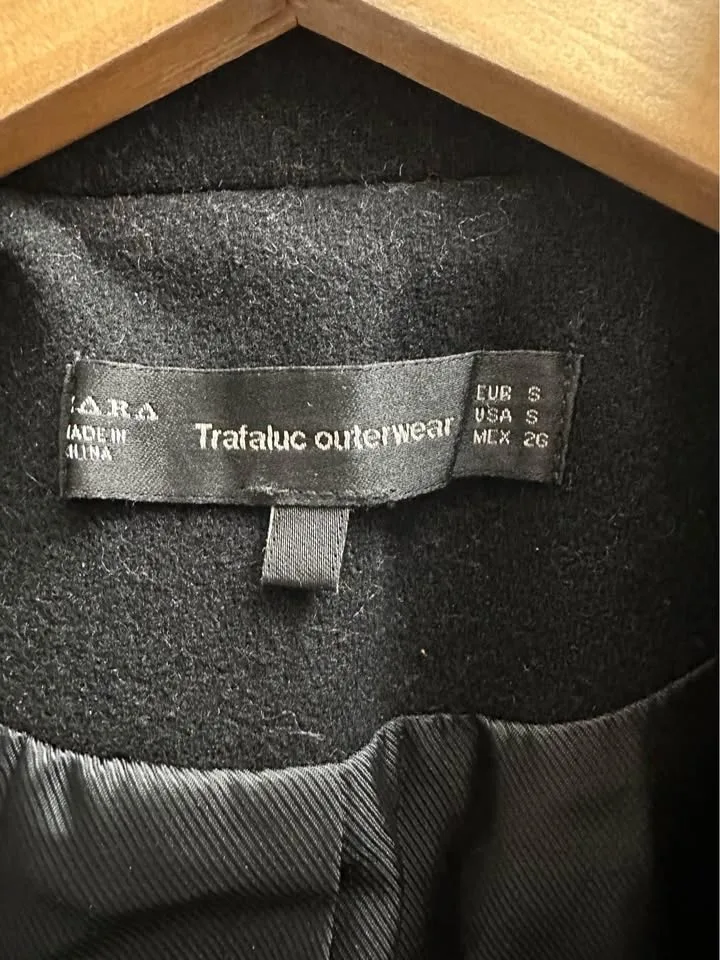 ZARA
MADE IN
CHINA
Trafaluc outerwear
EUR S
USA S
MEX 26